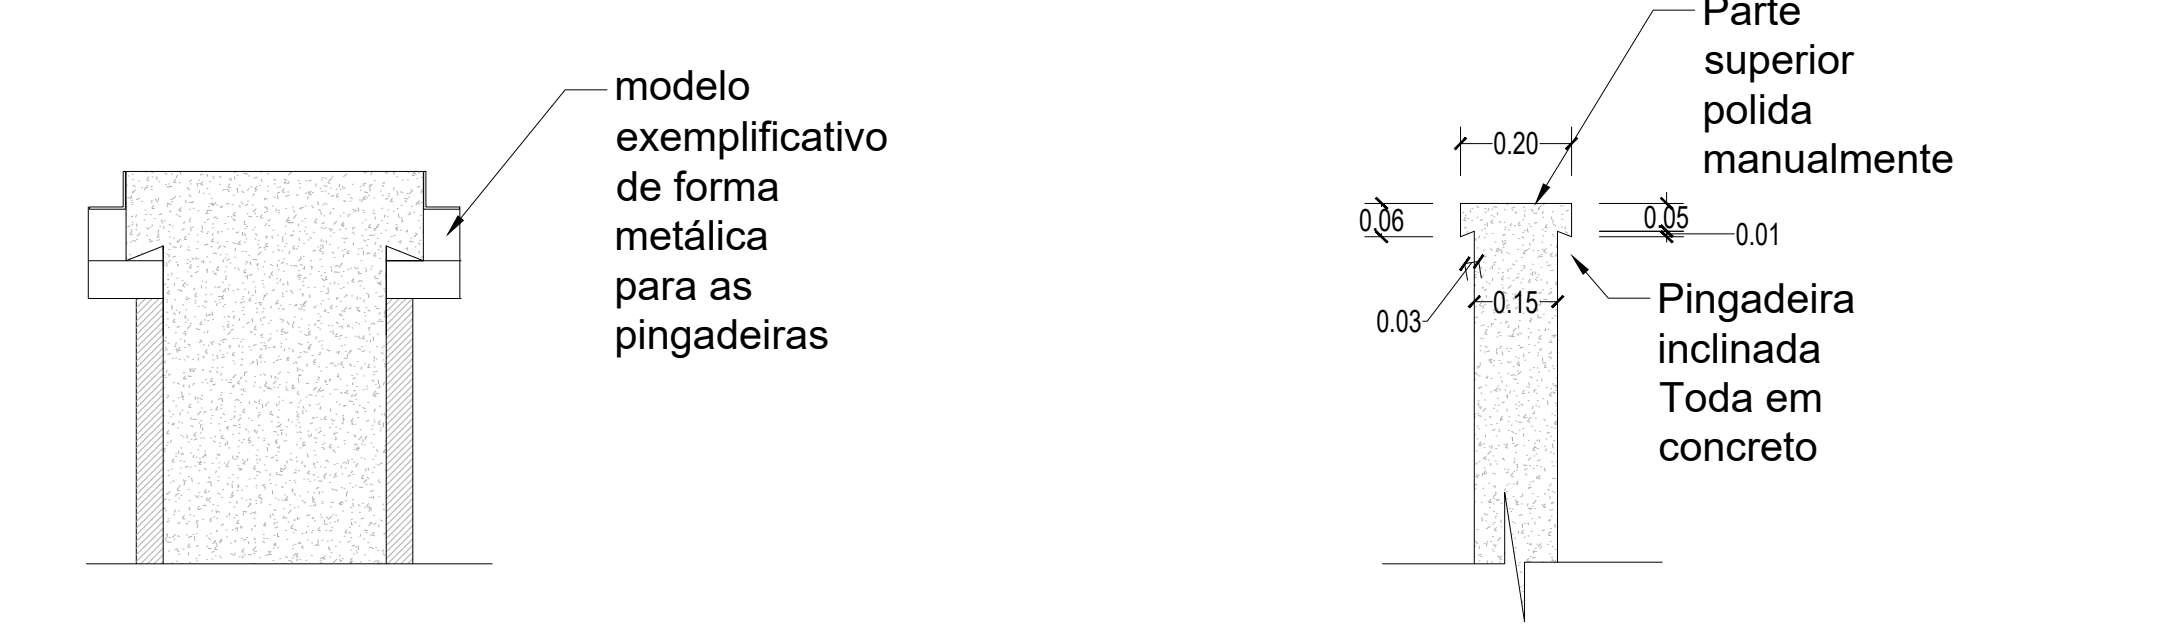 modelo
exemplificativo
de forma
metálica
para as
pingadeiras
Parte
superior
polida
manualmente
0.20
0.06
0.05
0.01
0.03
0.15
Pingadeira
inclinada
Toda em
concreto